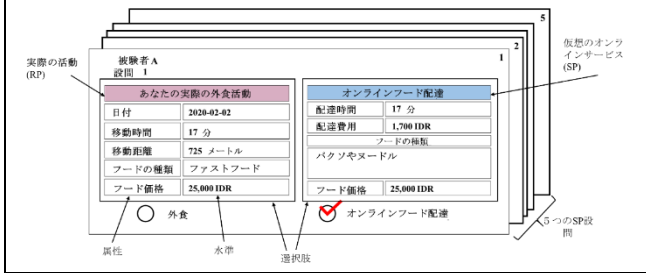 5
2
1
実際の活動
(RP)
被験者 A
設問 1
仮想のオンラ
インサービス
(SP)
あなたの実際の外食活動
日付 2020-02-02
移動時間 17 分
移動距離 725 メートル
フードの種類 ファストフード
フード価格 25,000 IDR
オンラインフード配達
配達時間 17 分
配達費用 1,700 IDR
フードの種類
バクソやヌードル
フード価格 25,000 IDR
外食
オンラインフード配達
属性
水準
選択肢
5 つのSP設
問